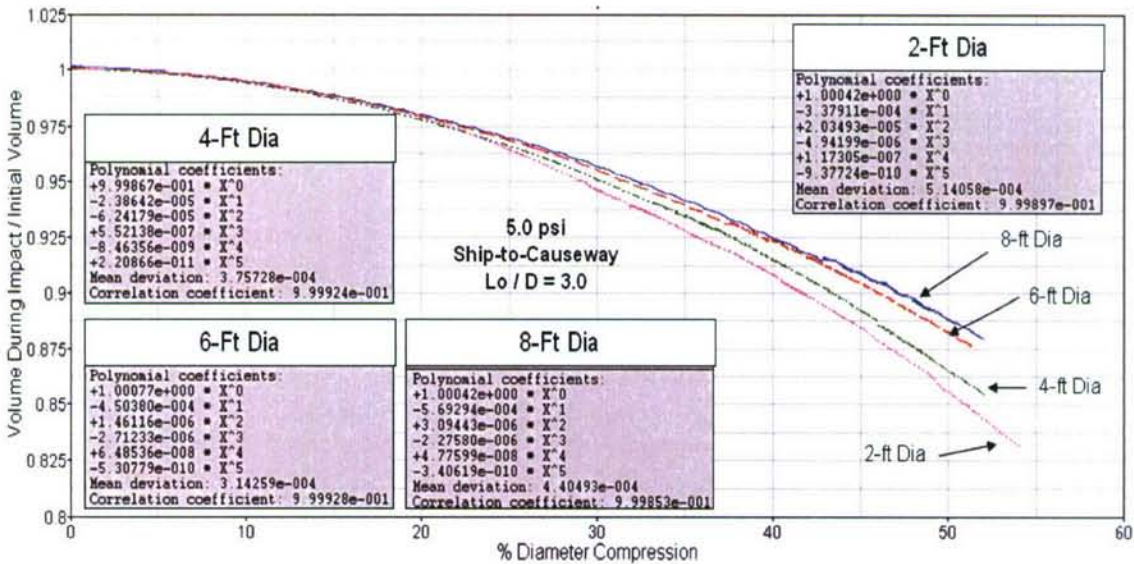 1.025
1
0.975
0.95
0.925
0.9
0.875
0.85
0.825
0.8
Volume During Impact / Initial Volume
0
10
20
30
40
50
60
% Diameter Compression
2-Ft Dia
Polynomial coefficients:
+1.00042e+000 * X^0
-3.37911e-004 * X^1
+2.03493e-005 * X^2
-4.94199e-006 * X^3
+1.17305e-007 * X^4
-9.37724e-010 * X^5
Mean deviation: 5.14058e-004
Correlation coefficient: 9.99897e-001
4-Ft Dia
Polynomial coefficients:
+9.99867e-001 * X^0
-2.38642e-005 * X^1
-6.24179e-005 * X^2
+5.52138e-007 * X^3
-8.46356e-009 * X^4
+2.20866e-011 * X^5
Mean deviation: 3.75728e-004
Correlation coefficient: 9.99924e-001
5.0 psi
Ship-to-Causeway
Lo / D = 3.0
8-ft Dia
6-ft Dia
4-ft Dia
2-ft Dia
6-Ft Dia
Polynomial coefficients:
+1.00077e+000 * X^0
-4.50380e-004 * X^1
+1.46116e-006 * X^2
-2.71233e-006 * X^3
+6.48536e-008 * X^4
-5.30779e-010 * X^5
Mean deviation: 3.14259e-004
Correlation coefficient: 9.99928e-001
8-Ft Dia
Polynomial coefficients:
+1.00042e+000 * X^0
-5.69294e-004 * X^1
+3.09443e-006 * X^2
-2.27580e-006 * X^3
+4.77599e-008 * X^4
-3.40619e-010 * X^5
Mean deviation: 4.40493e-004
Correlation coefficient: 9.99853e-001